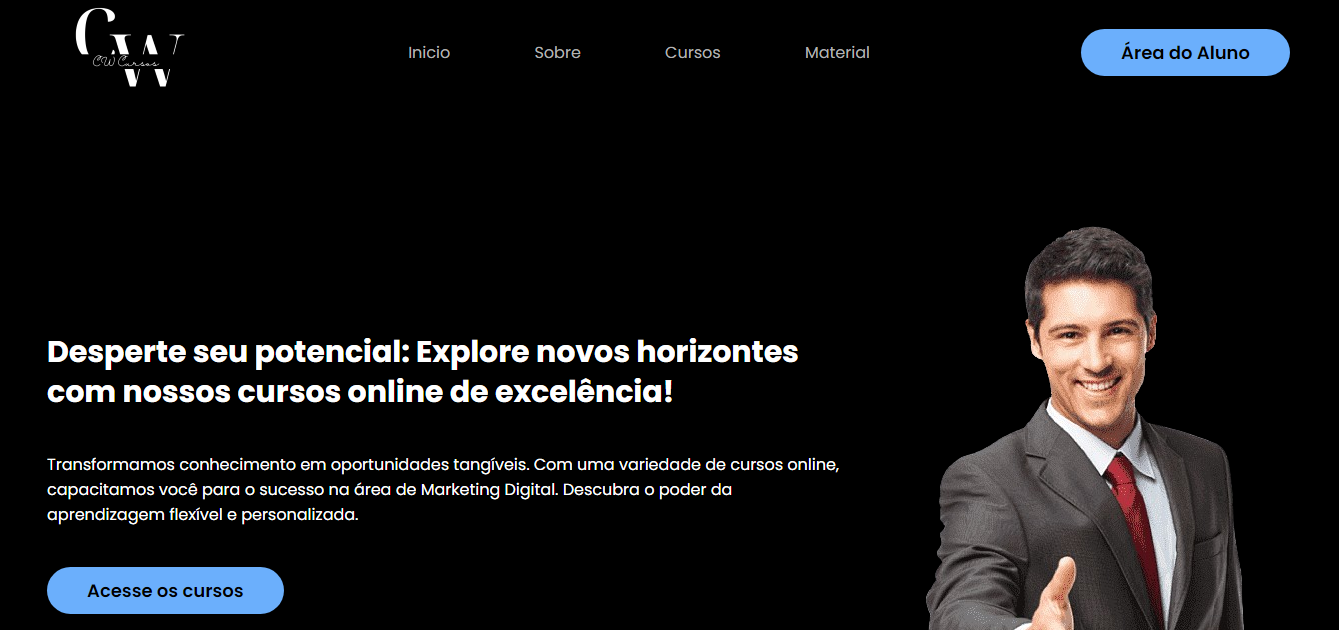 CW
CW Cursos
Inicio
Sobre
Cursos
Material
Área do Aluno
Desperte seu potencial: Explore novos horizontes
com nossos cursos online de excelência!
Transformamos conhecimento em oportunidades tangíveis. Com uma variedade de cursos online,
capacitamos você para o sucesso na área de Marketing Digital. Descubra o poder da
aprendizagem flexível e personalizada.
Acesse os cursos